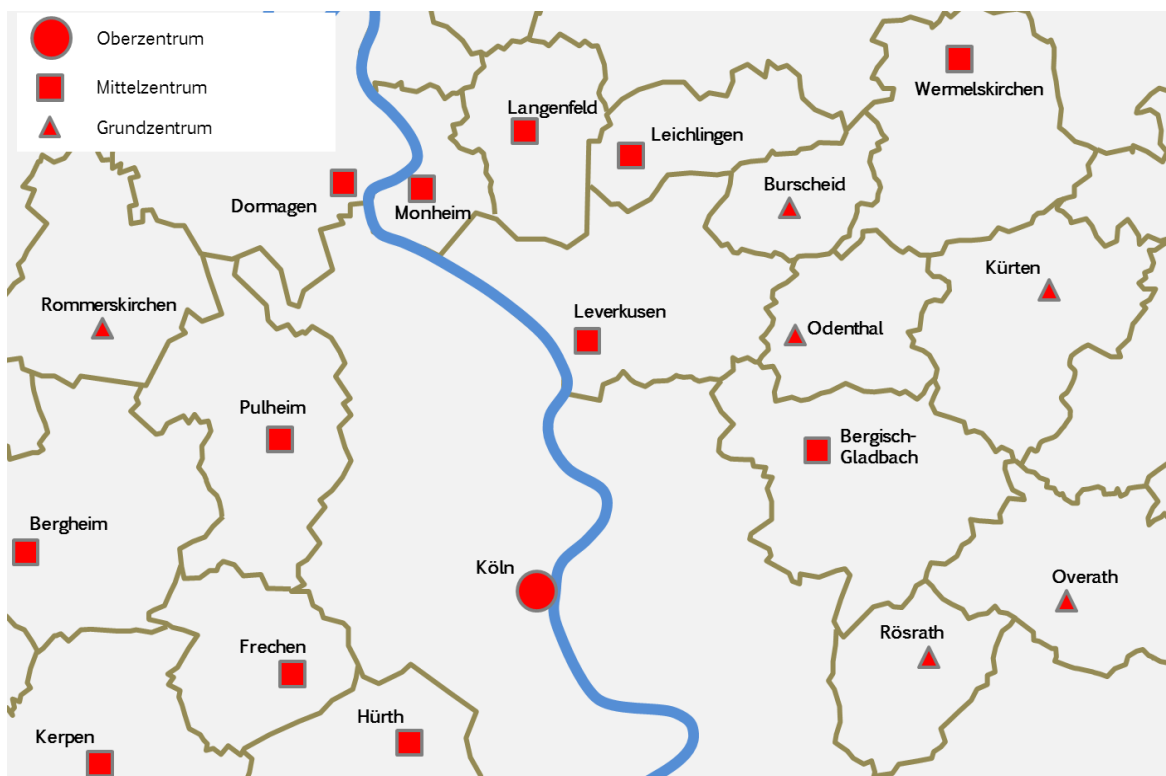 Oberzentrum
Mittelzentrum
Grundzentrum
Wermelskirchen
Langenfeld
Leichlingen
Burscheid
Dormagen
Monheim
Kürten
Rommerskirchen
Leverkusen
Odenthal
Pulheim
Bergisch-
Gladbach
Bergheim
Köln
Overath
Rösrath
Frechen
Hürth
Kerpen